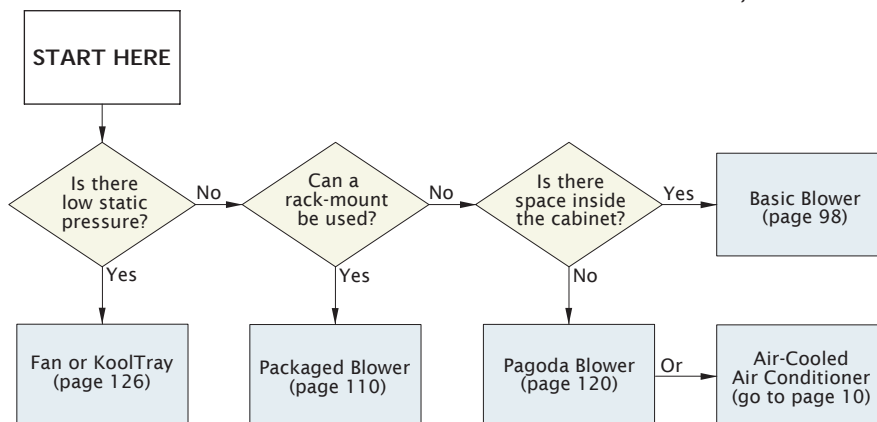 START HERE
Is there
low static
pressure?
No
Can a
rack-mount
be used?
No
Is there
space inside
the cabinet?
Yes
Basic Blower
(page 98)
Yes
Yes
No
Fan or KoolTray
(page 126)
Packaged Blower
(page 110)
Pagoda Blower
(page 120)
Or
Air-Cooled
Air Conditioner
(go to page 10)